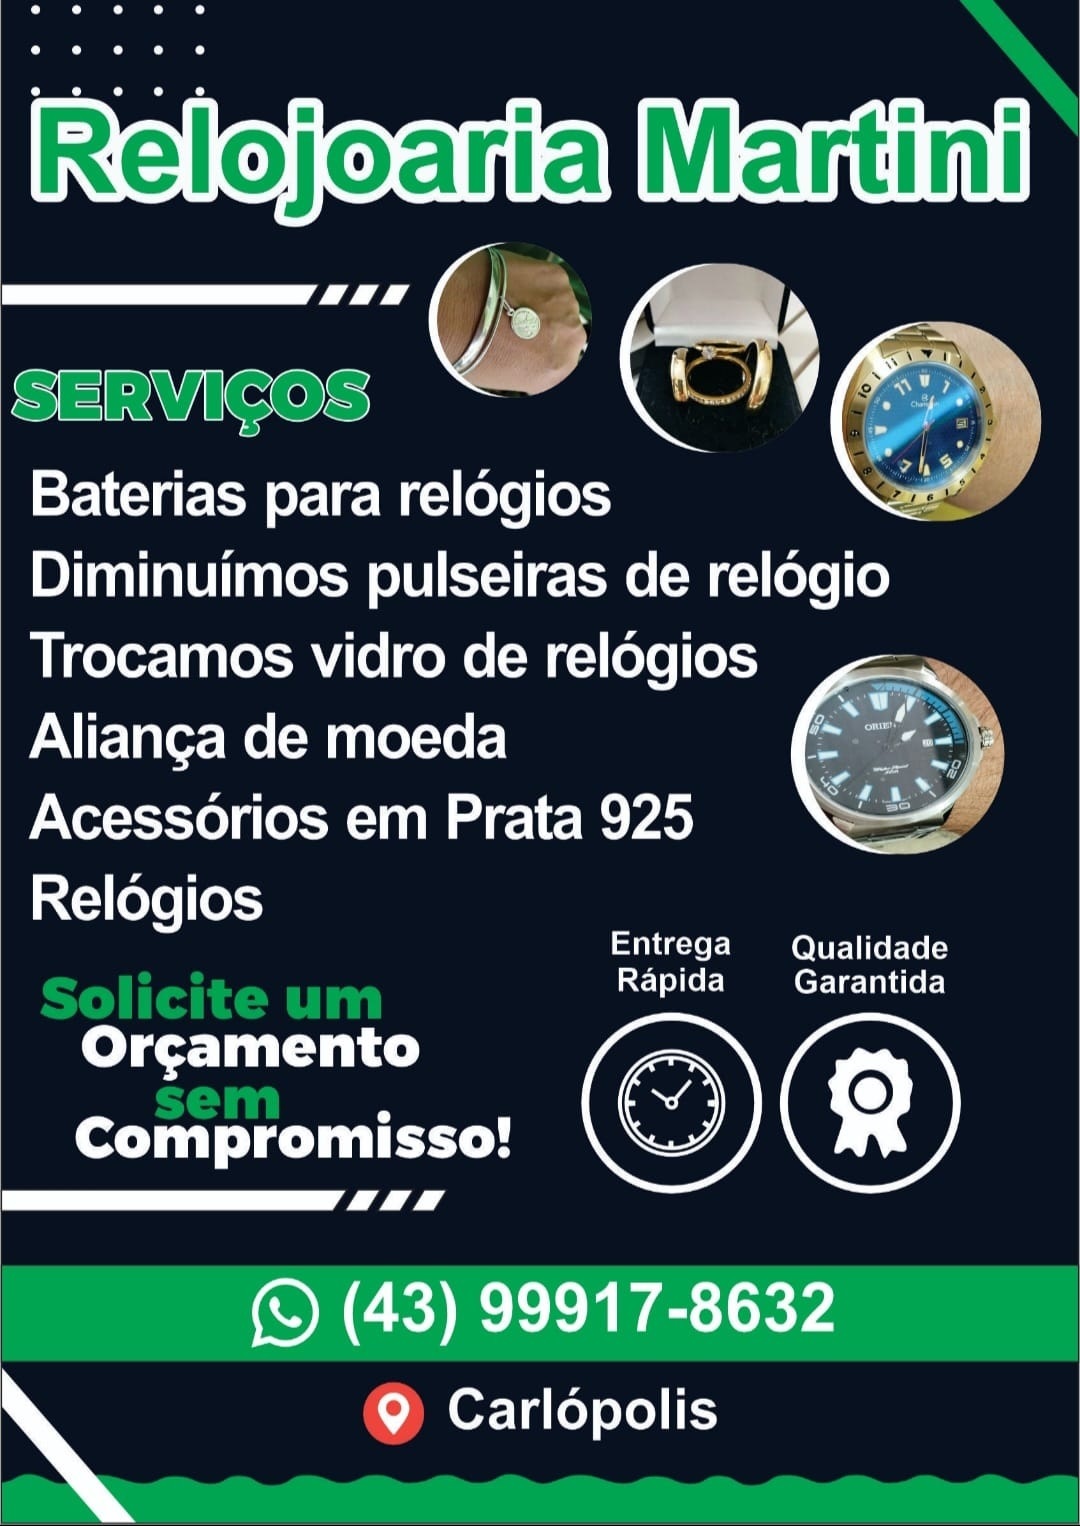 Relojoaria Martini
SERVIÇOS
Baterias para relógios
Diminuímos pulseiras de relógio
Trocamos vidro de relógios
Aliança de moeda
Acessórios em Prata 925
Relógios
ORIENT
Entrega
Rápida
Qualidade
Garantida
Solicite um
Orçamento
sem
Compromisso!
(43) 99917-8632
Carlópolis